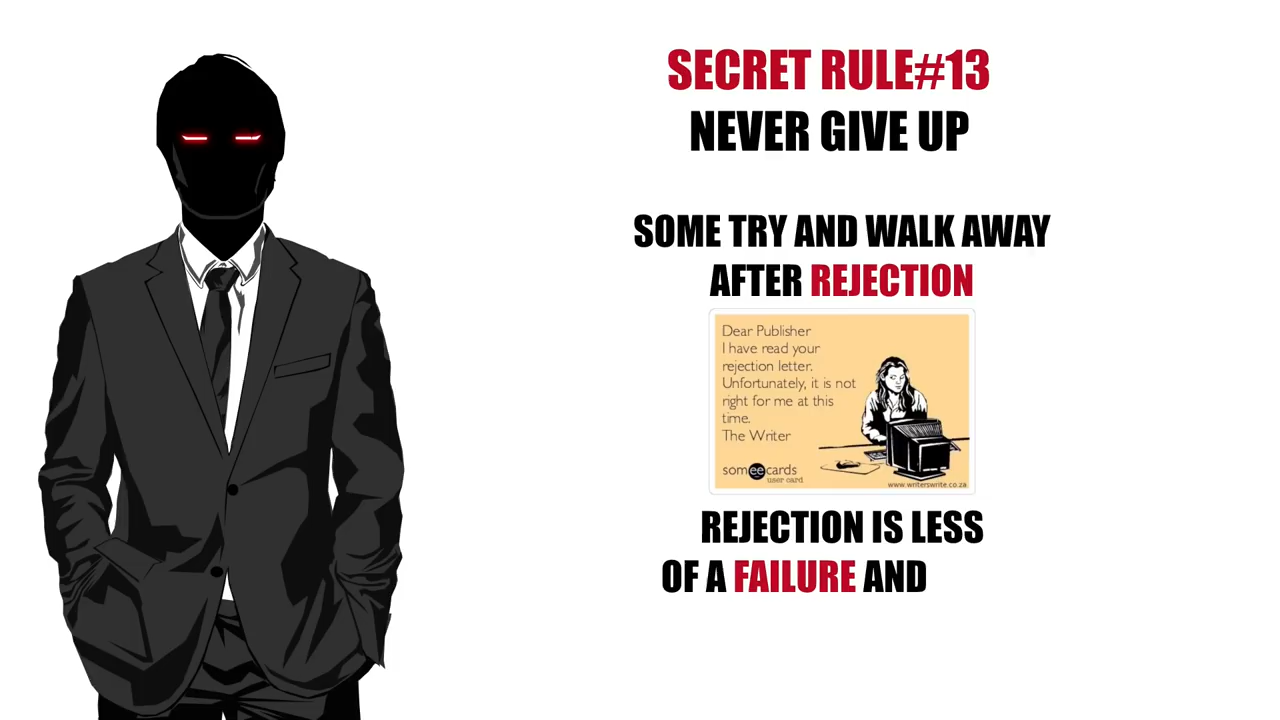 SECRET RULE#13
NEVER GIVE UP
SOME TRY AND WALK AWAY
AFTER REJECTION
Dear Publisher
I have read your
rejection letter.
Unfortunately, it is not
right for me at this
time.
The Writer
someecards
user card
www.writerswrite.co.za
REJECTION IS LESS
OF A FAILURE AND